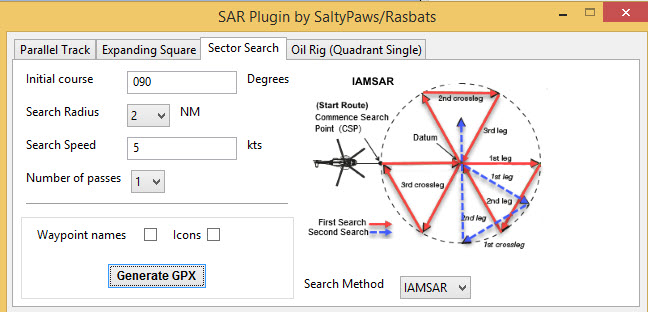 SAR Plugin by SaltyPaws/Rasbats
Parallel Track Expanding Square Sector Search Oil Rig (Quadrant Single)
Initial course 090 Degrees
Search Radius 2 NM
Search Speed 5 kts
Number of passes 1
Waypoint names Icons
Generate GPX
IAMSAR
(Start Route)
Commence Search
Point (CSP)
Datum
2nd crossleg
3rd leg
1st leg
1st leg
3rd crossleg
2nd leg
2nd leg
1st crossleg
First Search
Second Search
Search Method IAMSAR